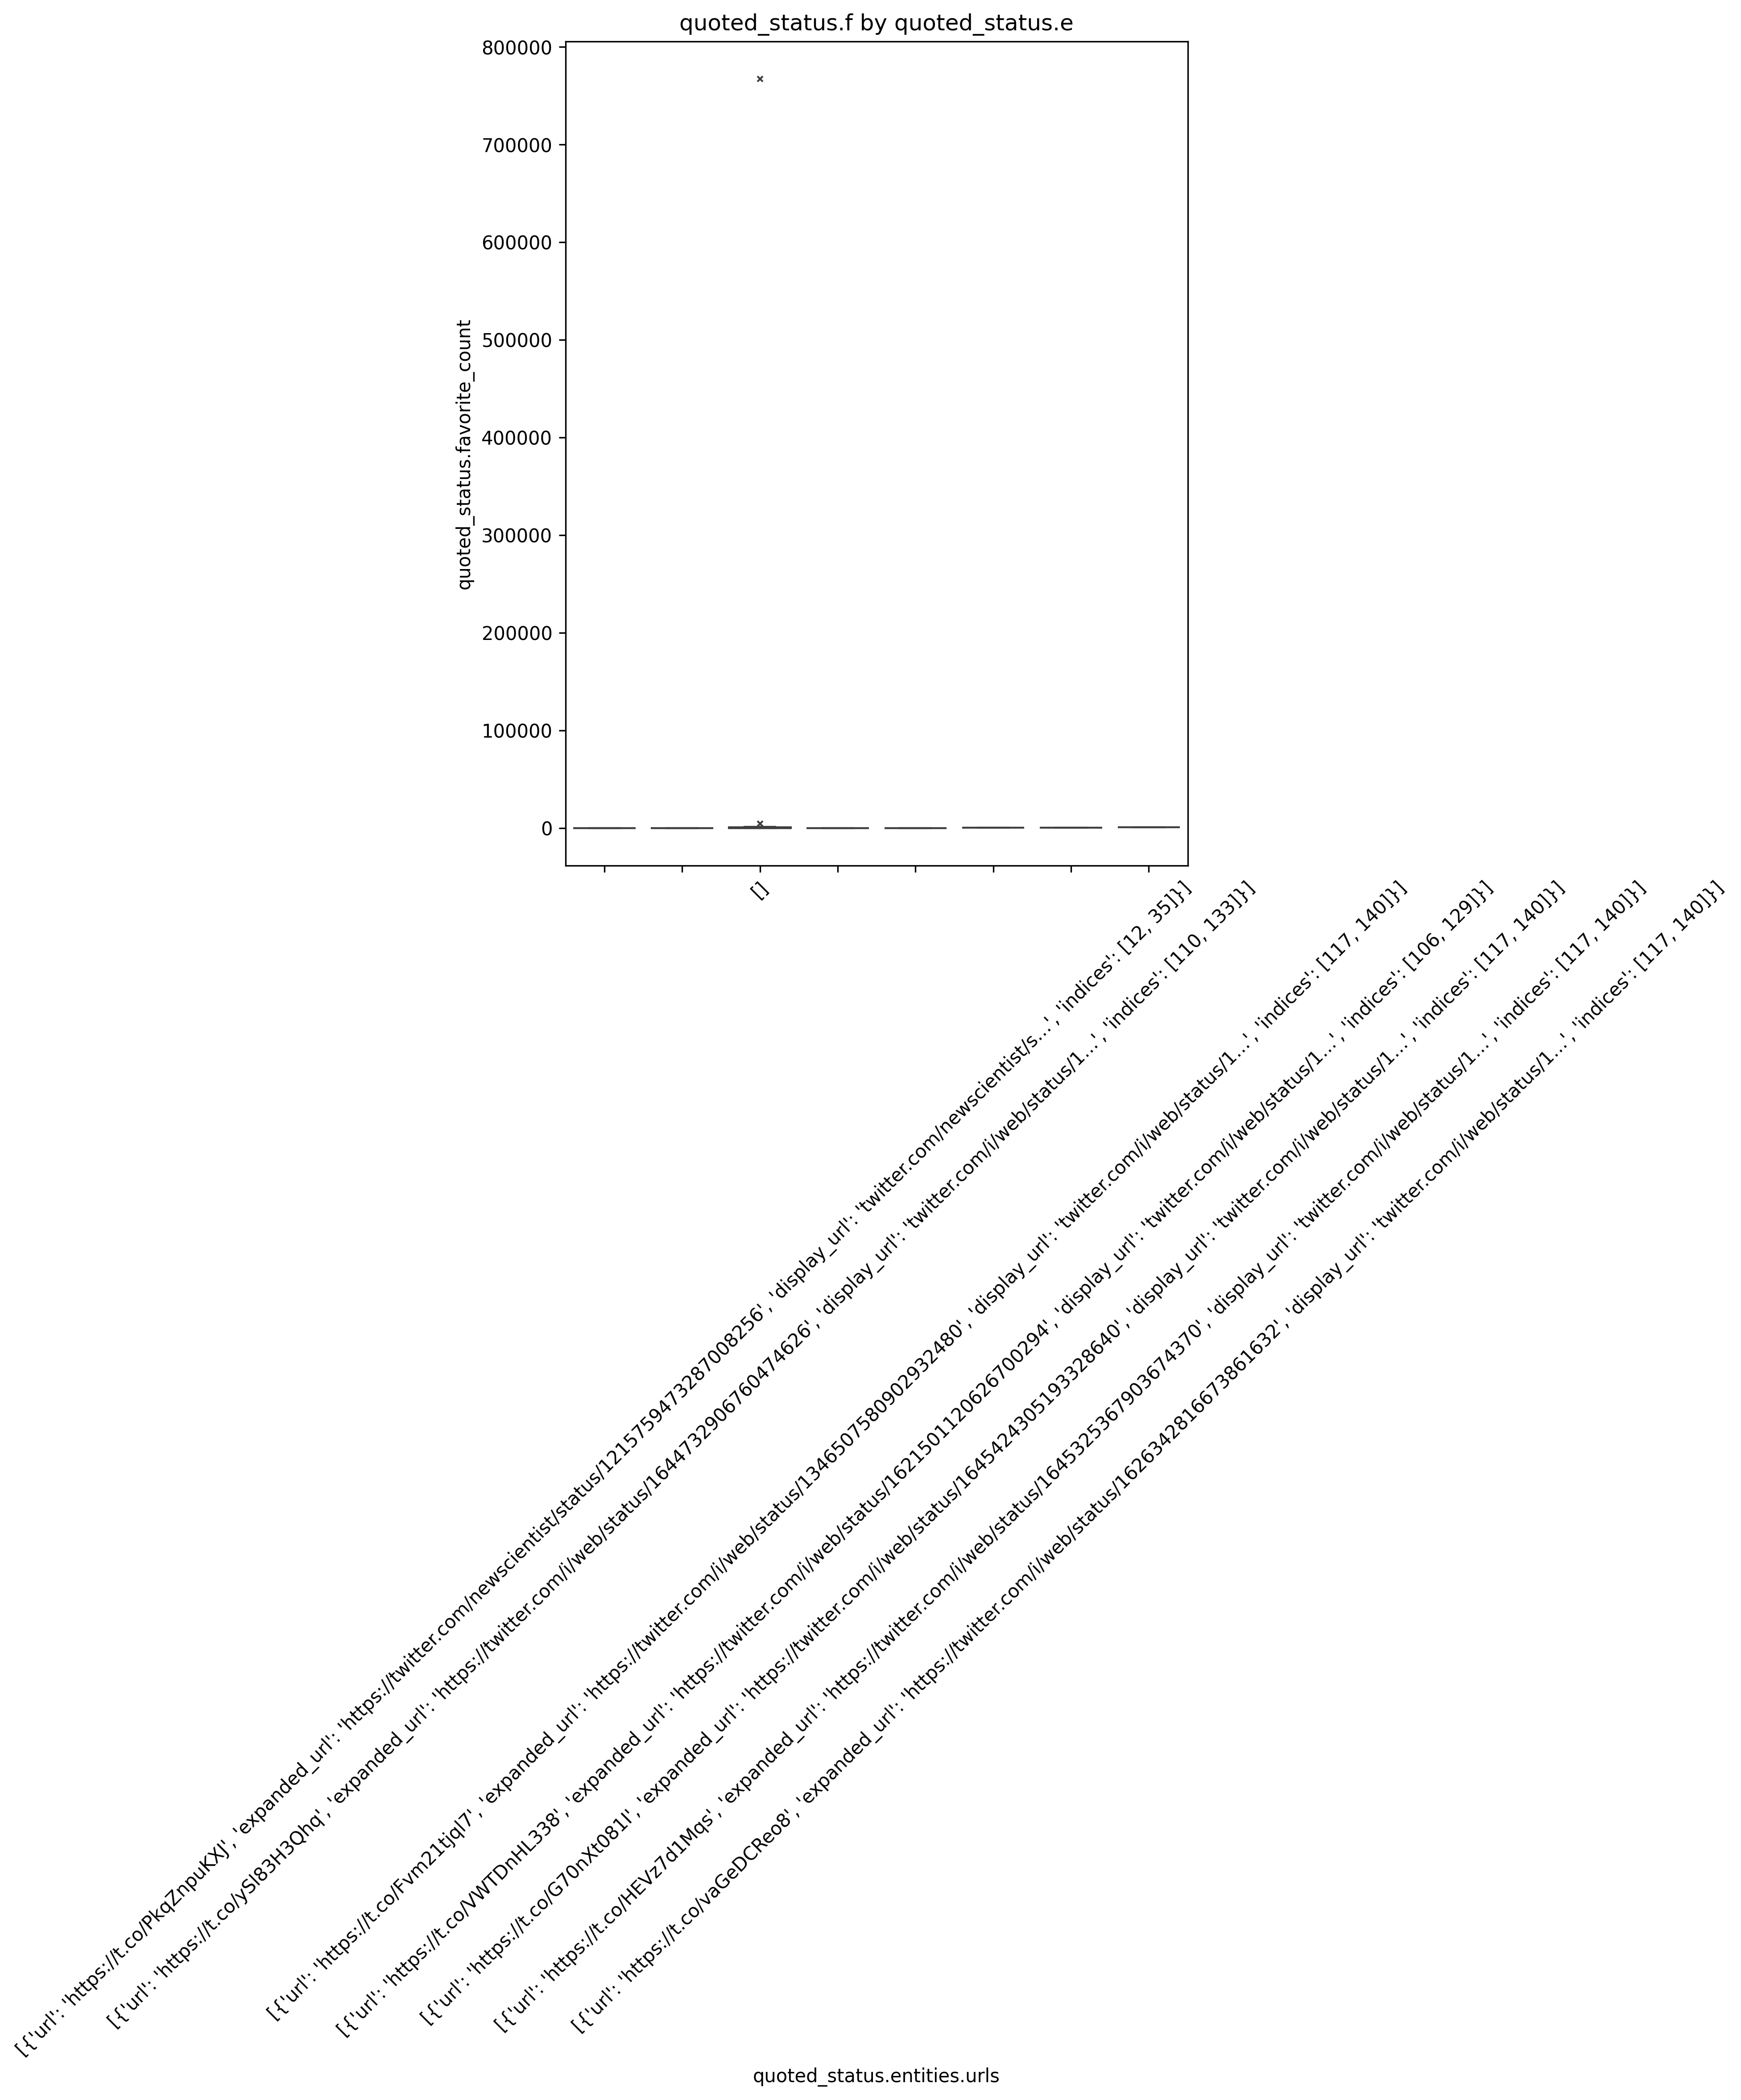 quoted_status.f by quoted_status.e
800000
700000
600000
500000
400000
300000
200000
100000
0
quoted_status.favorite_count
[{'url': 'https://t.co/PkqZnpuKXJ', 'expanded_url': 'https://twitter.com/newscientist/status/1215759473287008256', 'display_url': 'twitter.com/newscientist/s…', 'indices': [12, 35]}]
[{'url': 'https://t.co/ySl83H3Qhq', 'expanded_url': 'https://twitter.com/i/web/status/1644732906760474626', 'display_url': 'twitter.com/i/web/status/1…', 'indices': [110, 133]}]
[]
[{'url': 'https://t.co/Fvm21tjql7', 'expanded_url': 'https://twitter.com/i/web/status/1346507580902932480', 'display_url': 'twitter.com/i/web/status/1…', 'indices': [117, 140]}]
[{'url': 'https://t.co/VWTDnHL338', 'expanded_url': 'https://twitter.com/i/web/status/1621501120626700294', 'display_url': 'twitter.com/i/web/status/1…', 'indices': [106, 129]}]
[{'url': 'https://t.co/G70nXt081l', 'expanded_url': 'https://twitter.com/i/web/status/1645424305193328640', 'display_url': 'twitter.com/i/web/status/1…', 'indices': [117, 140]}]
[{'url': 'https://t.co/HEVz7d1Mqs', 'expanded_url': 'https://twitter.com/i/web/status/1645325367903674370', 'display_url': 'twitter.com/i/web/status/1…', 'indices': [117, 140]}]
[{'url': 'https://t.co/vaGeDCReo8', 'expanded_url': 'https://twitter.com/i/web/status/1626342816673861632', 'display_url': 'twitter.com/i/web/status/1…', 'indices': [117, 140]}]
quoted_status.entities.urls